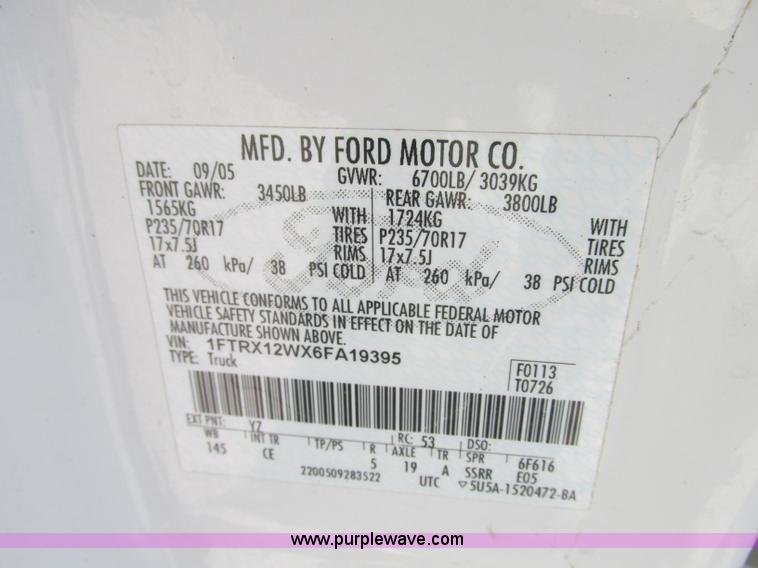 MFD. BY FORD MOTOR CO.
DATE: 09/05 GVWR: 6700LB/ 3039KG
FRONT GAWR: 3450LB REAR GAWR: 3800LB
1565KG WITH 1724KG WITH
P235/70R17 TIRES P235/70R17 TIRES
17x7.5J RIMS 17x7.5J RIMS
AT 260 kPa/ 38 PSI COLD AT 260 kPa/ 38 PSI COLD
Ford
THIS VEHICLE CONFORMS TO ALL APPLICABLE FEDERAL MOTOR
VEHICLE SAFETY STANDARDS IN EFFECT ON THE DATE OF
MANUFACTURE SHOWN ABOVE.
VIN: 1FTRX12WX6FA19395
TYPE: Truck
F0113
T0726
EXT PNT: YZ RC: 53 DSO:
WB INT TR TP/PS R AXLE TR SPR 6F616
145 CE 5 19 A SSRR E05
2200509283522 UTC ▽5U5A-1520472-BA
www.purplewave.com